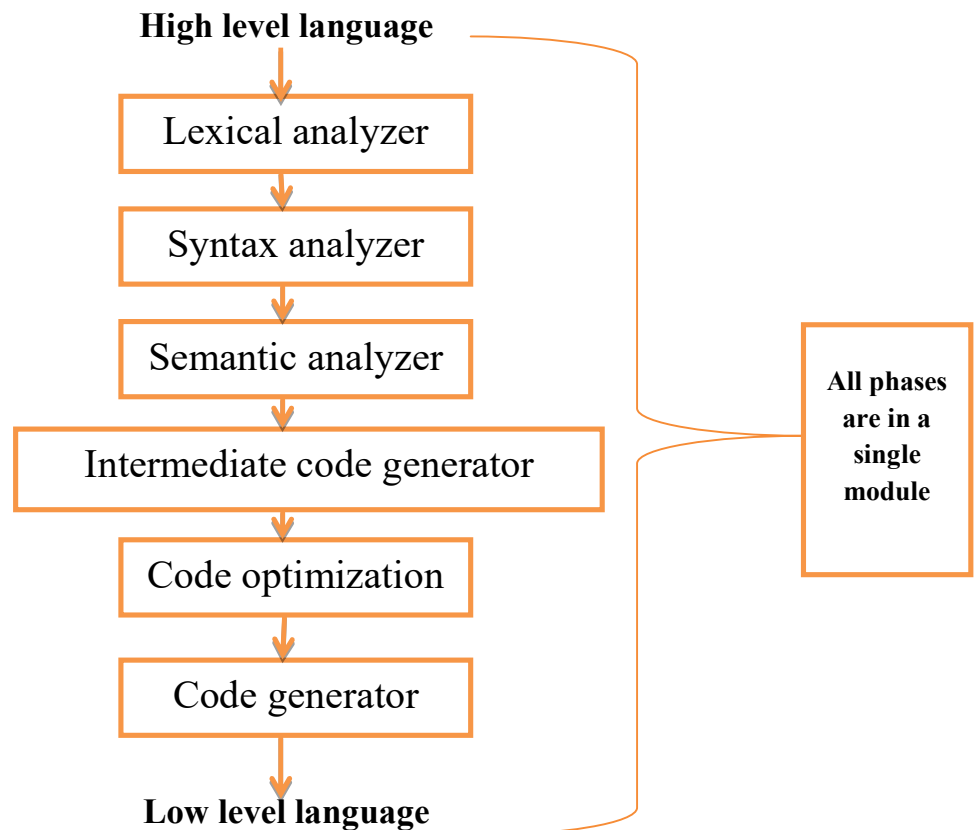 High level language
Lexical analyzer
Syntax analyzer
Semantic analyzer
Intermediate code generator
Code optimization
Code generator
Low level language
All phases
are in a
single
module